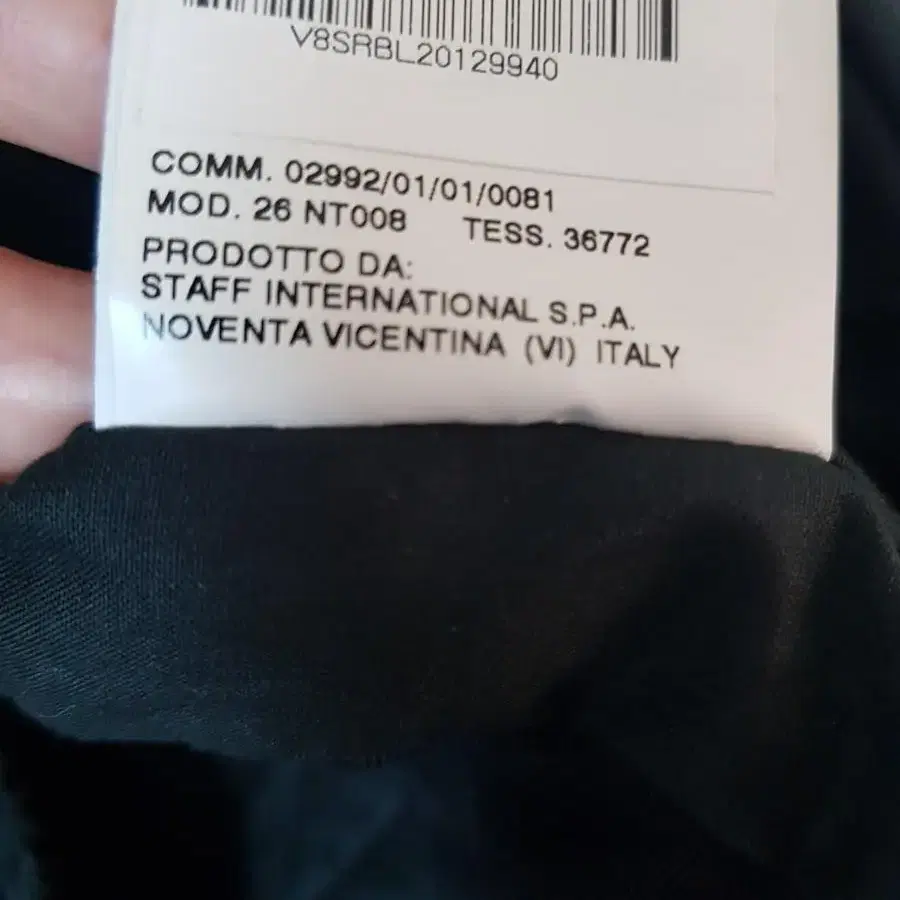 V8SRBL20129940
COMM. 02992/01/01/0081
MOD. 26 NT008 TESS. 36772
PRODOTTO DA:
STAFF INTERNATIONAL S.P.A.
NOVENTA VICENTINA (VI) ITALY